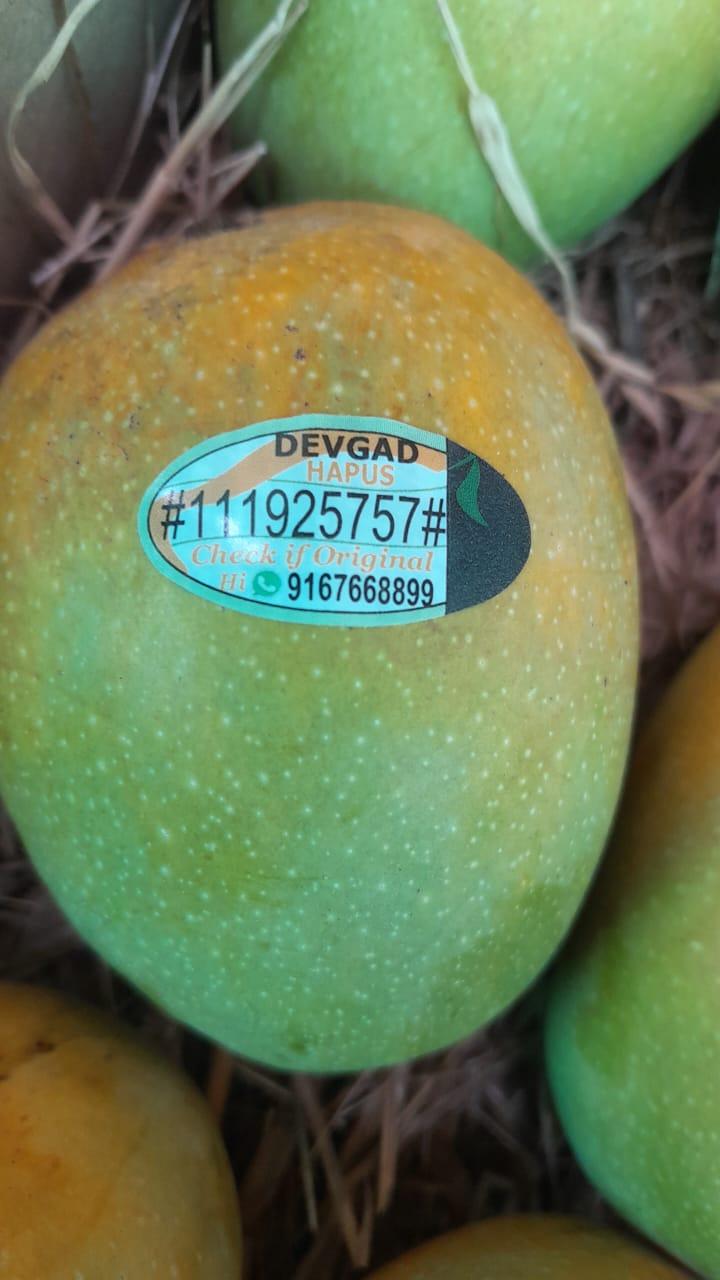 DEVGAD
HAPUS
#111925757#
Check if Original
Hi 9167668899